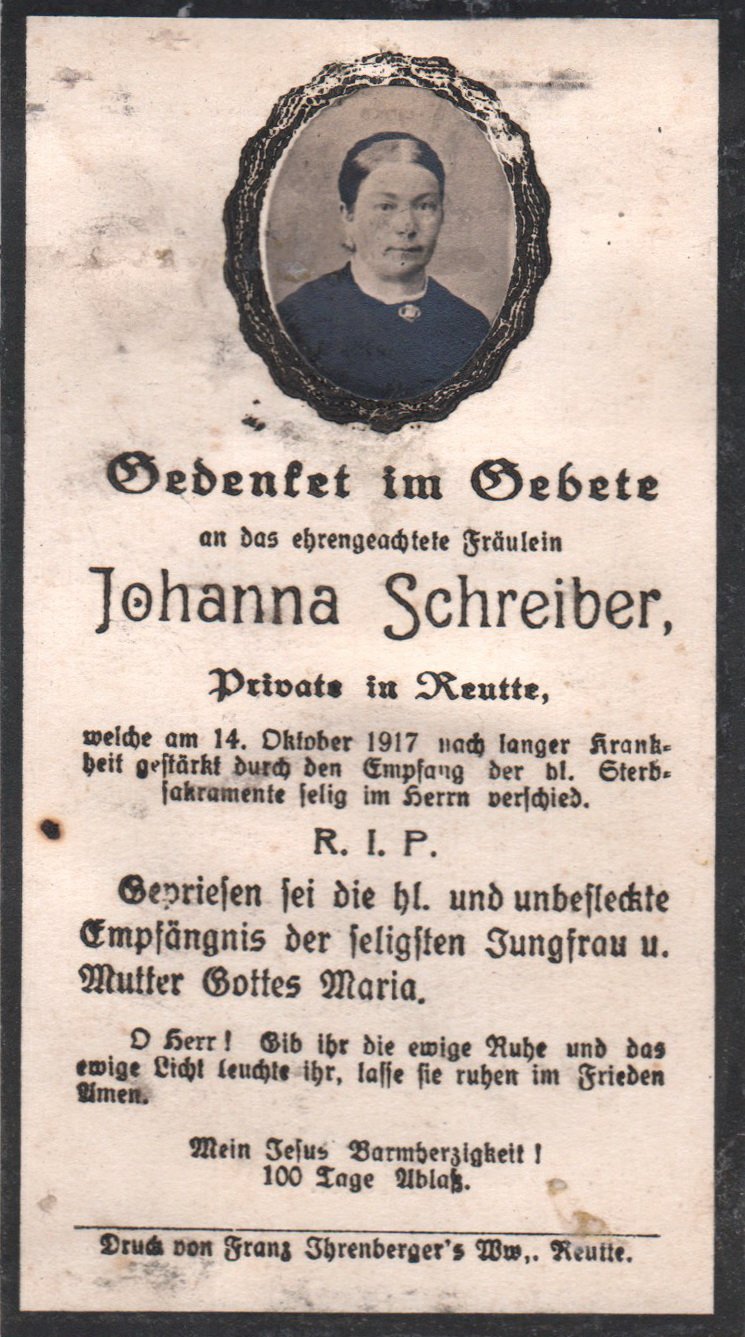 Gedenket im Gebete
an das ehrengeachtete Fräulein
Johanna Schreiber,
Private in Reutte,
welche am 14. Oktober 1917 nach langer Krank-
heit gestärkt durch den Empfang der hl. Sterb-
sakramente selig im Herrn verschied.
R. I. P.
Gepriesen sei die hl. und unbefleckte
Empfängnis der seligsten Jungfrau u.
Mutter Gottes Maria.
O Herr! Gib ihr die ewige Ruhe und das
ewige Licht leuchte ihr, lasse sie ruhen im Frieden
Amen.
Mein Jesus Barmherzigkeit!
100 Tage Ablaß.
Druck von Franz Ihrenberger's Ww,. Reutte.